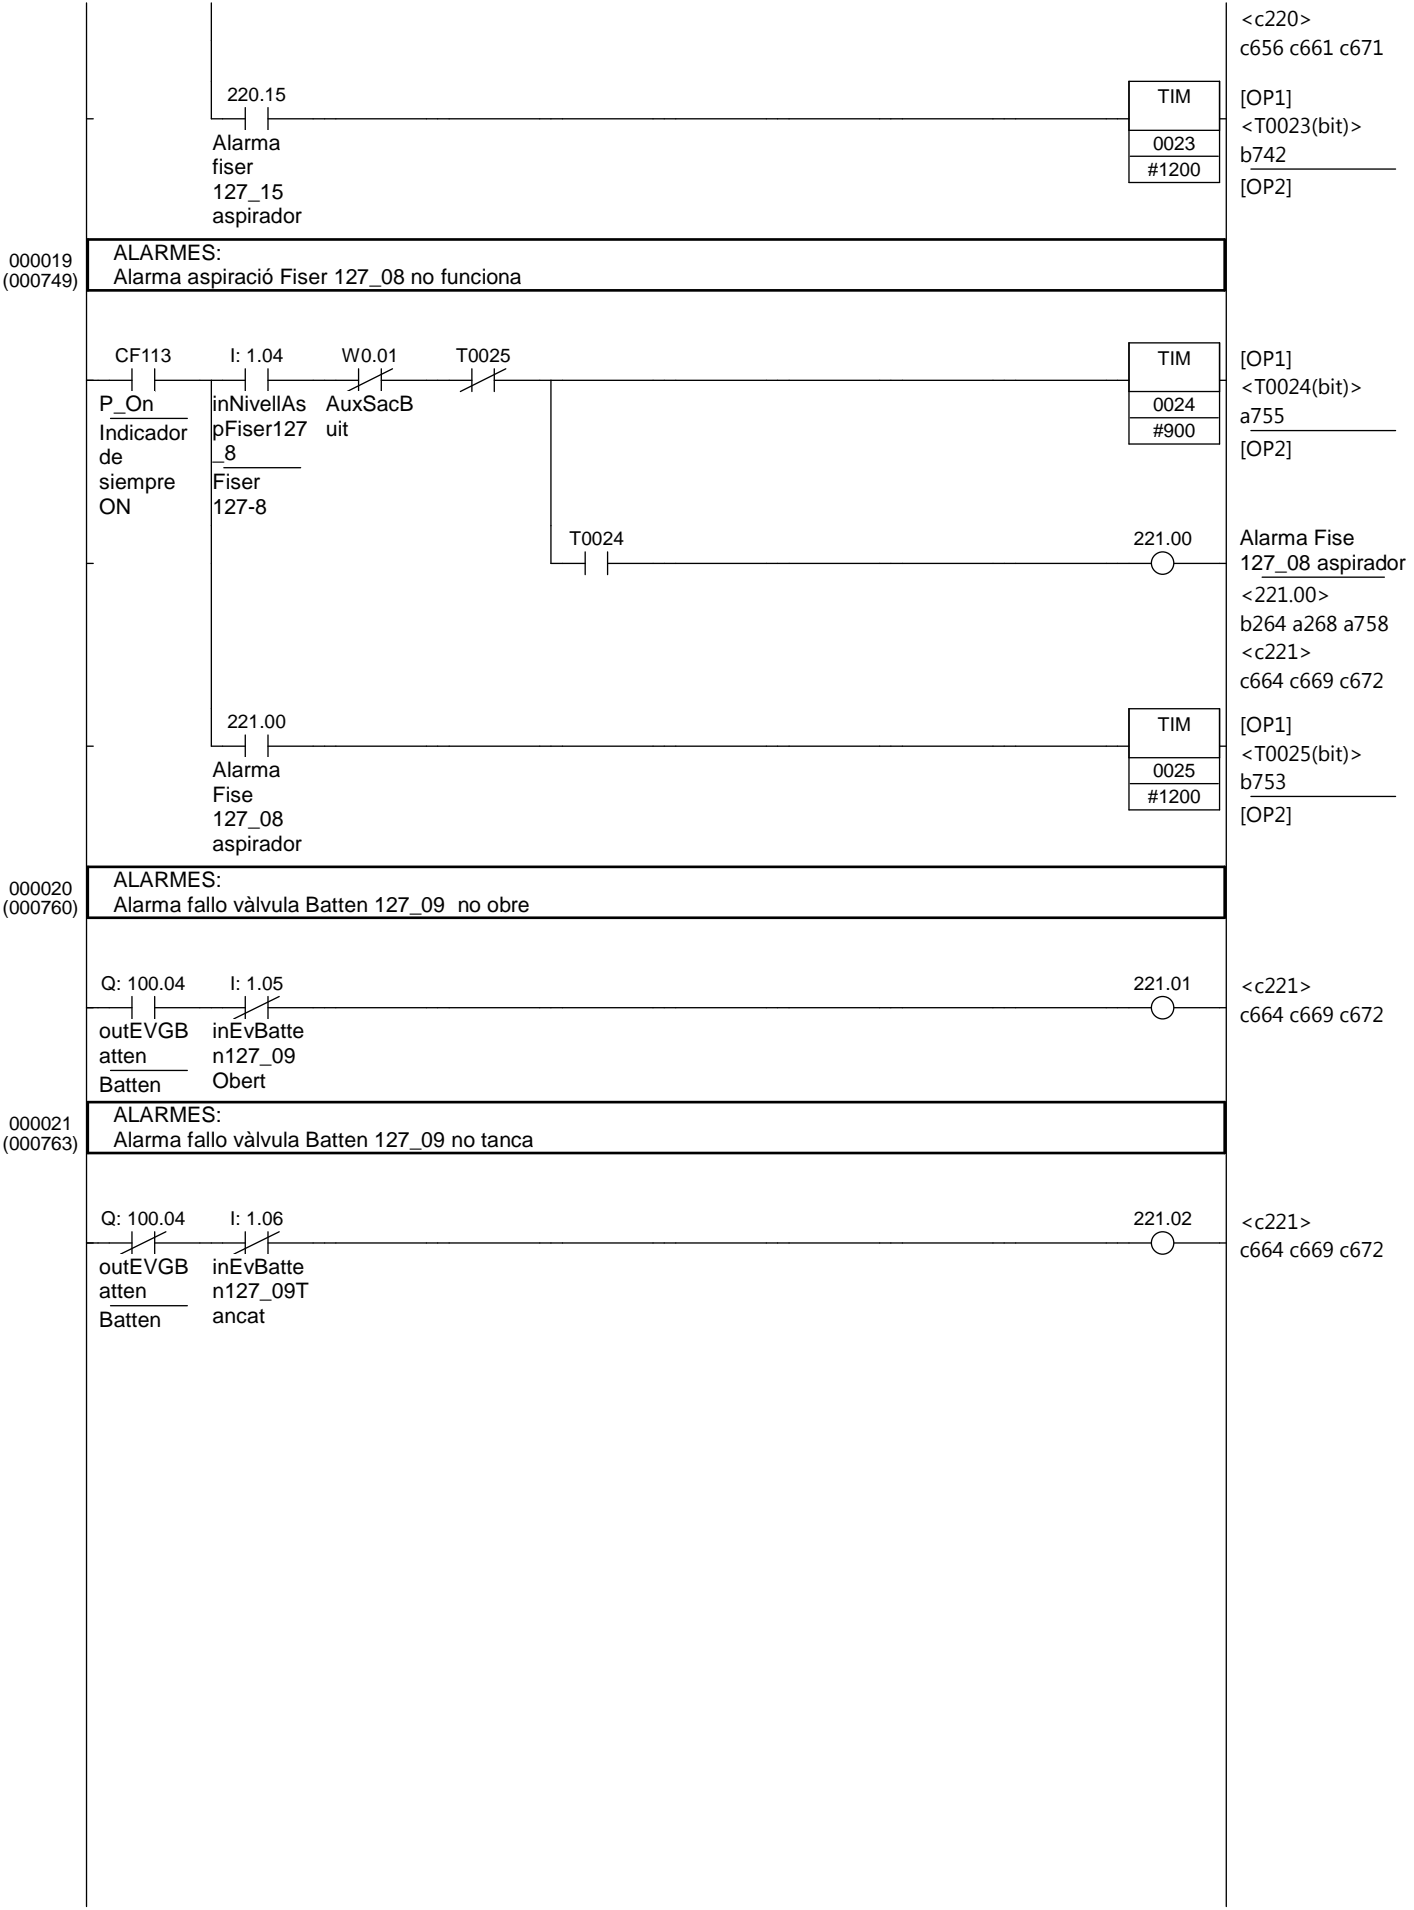 <c220>
c656 c661 c671
220.15
TIM
[OP1]
<T0023(bit)>
Alarma
0023
b742
fiser
#1200
[OP2]
127_15
aspirador
000019
(000749)
ALARMES:
Alarma aspiració Fiser 127_08 no funciona
CF113
I: 1.04
W0.01
T0025
TIM
[OP1]
<T0024(bit)>
P_On
inNivellAs
AuxSacB
0024
a755
Indicador
pFiser127
uit
#900
de
_8
[OP2]
siempre
Fiser
ON
127-8
T0024
221.00
Alarma Fise
127_08 aspirador
<221.00>
b264 a268 a758
<c221>
c664 c669 c672
221.00
TIM
[OP1]
<T0025(bit)>
Alarma
0025
b753
Fise
#1200
[OP2]
127_08
aspirador
000020
(000760)
ALARMES:
Alarma fallo vàlvula Batten 127_09  no obre
Q: 100.04
I: 1.05
221.01
<c221>
c664 c669 c672
outEVGB
inEvBatte
atten
n127_09
Batten
Obert
000021
(000763)
ALARMES:
Alarma fallo vàlvula Batten 127_09 no tanca
Q: 100.04
I: 1.06
221.02
<c221>
c664 c669 c672
outEVGB
inEvBatte
atten
n127_09T
Batten
ancat